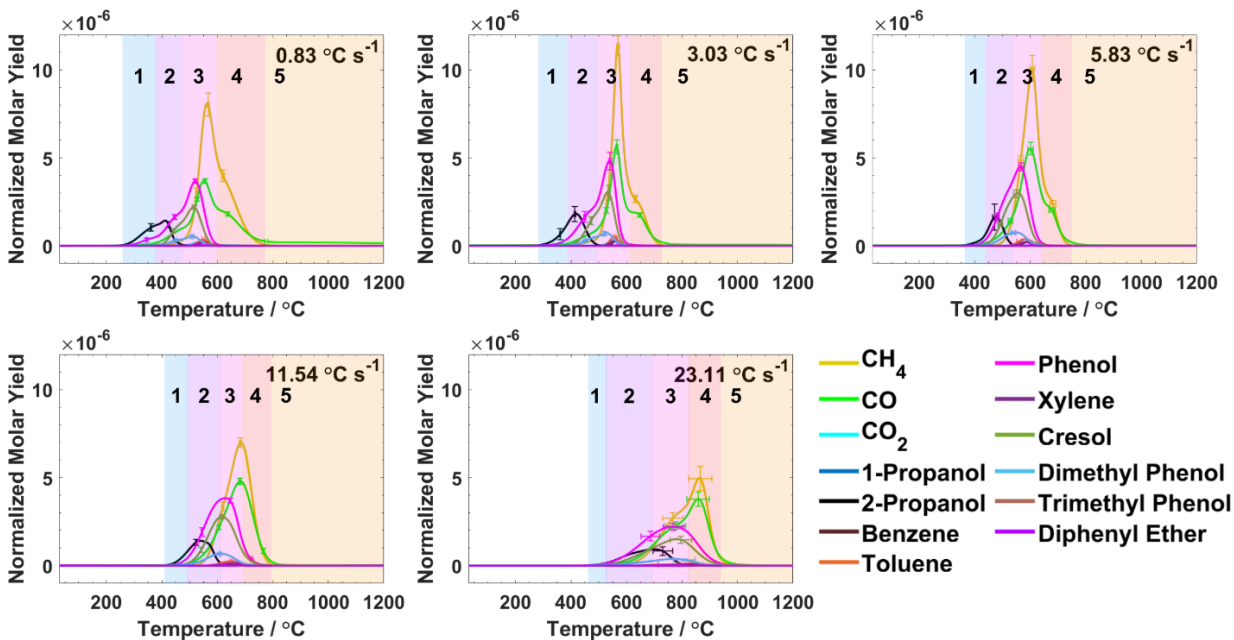 ×10⁻⁶ ×10⁻⁶ ×10⁻⁶
0.83 °C s⁻¹ 3.03 °C s⁻¹ 5.83 °C s⁻¹
1 2 3 4 5 1 2 3 4 5 1 2 3 4 5
Normalized Molar Yield Normalized Molar Yield Normalized Molar Yield
10 10 10
5 5 5
0 0 0
200 400 600 800 1000 1200 200 400 600 800 1000 1200 200 400 600 800 1000 1200
Temperature / °C Temperature / °C Temperature / °C
×10⁻⁶ ×10⁻⁶
11.54 °C s⁻¹ 23.11 °C s⁻¹
1 2 3 4 5 1 2 3 4 5
Normalized Molar Yield Normalized Molar Yield
10 10
5 5
0 0
200 400 600 800 1000 1200 200 400 600 800 1000 1200
Temperature / °C Temperature / °C
CH₄
CO
CO₂
1-Propanol
2-Propanol
Benzene
Toluene
Phenol
Xylene
Cresol
Dimethyl Phenol
Trimethyl Phenol
Diphenyl Ether